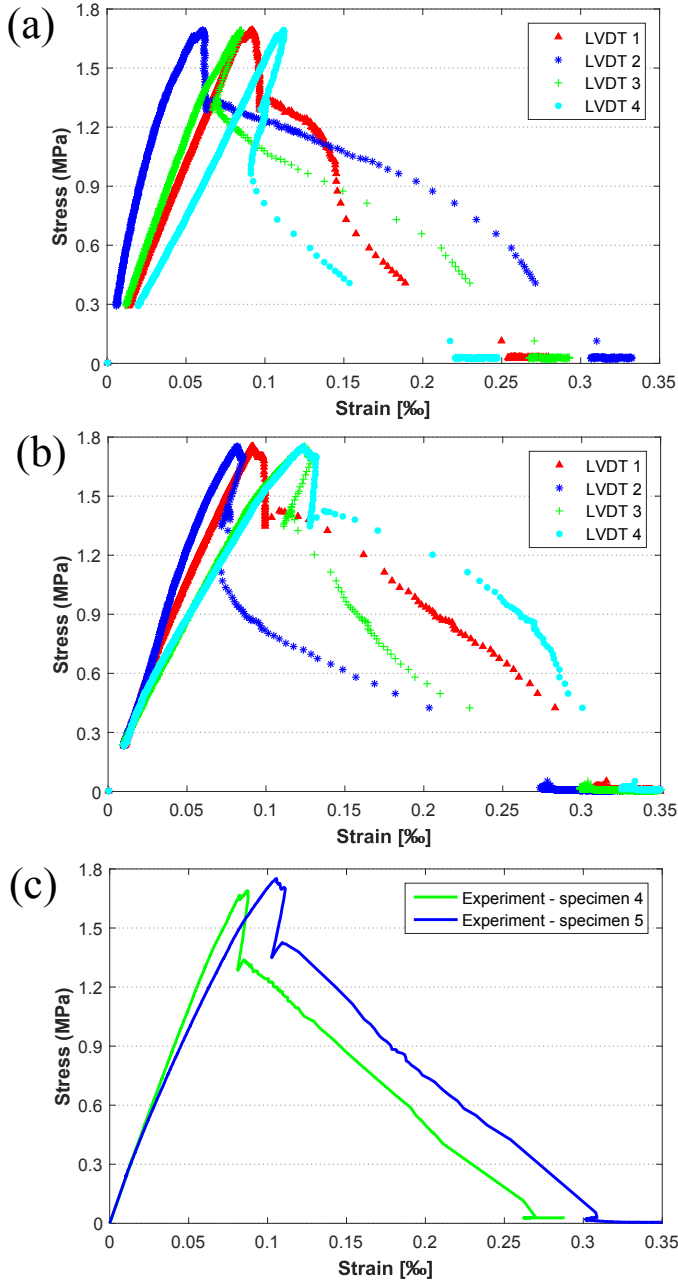 (a)
1.8
1.5
1.2
0.9
0.6
0.3
0
Stress (MPa)
LVDT 1
LVDT 2
LVDT 3
LVDT 4
0 0.05 0.1 0.15 0.2 0.25 0.3 0.35
Strain [‰]
(b)
1.8
1.5
1.2
0.9
0.6
0.3
0
Stress (MPa)
LVDT 1
LVDT 2
LVDT 3
LVDT 4
0 0.05 0.1 0.15 0.2 0.25 0.3 0.35
Strain [‰]
(c)
1.8
1.5
1.2
0.9
0.6
0.3
0
Stress (MPa)
Experiment - specimen 4
Experiment - specimen 5
0 0.05 0.1 0.15 0.2 0.25 0.3 0.35
Strain [‰]